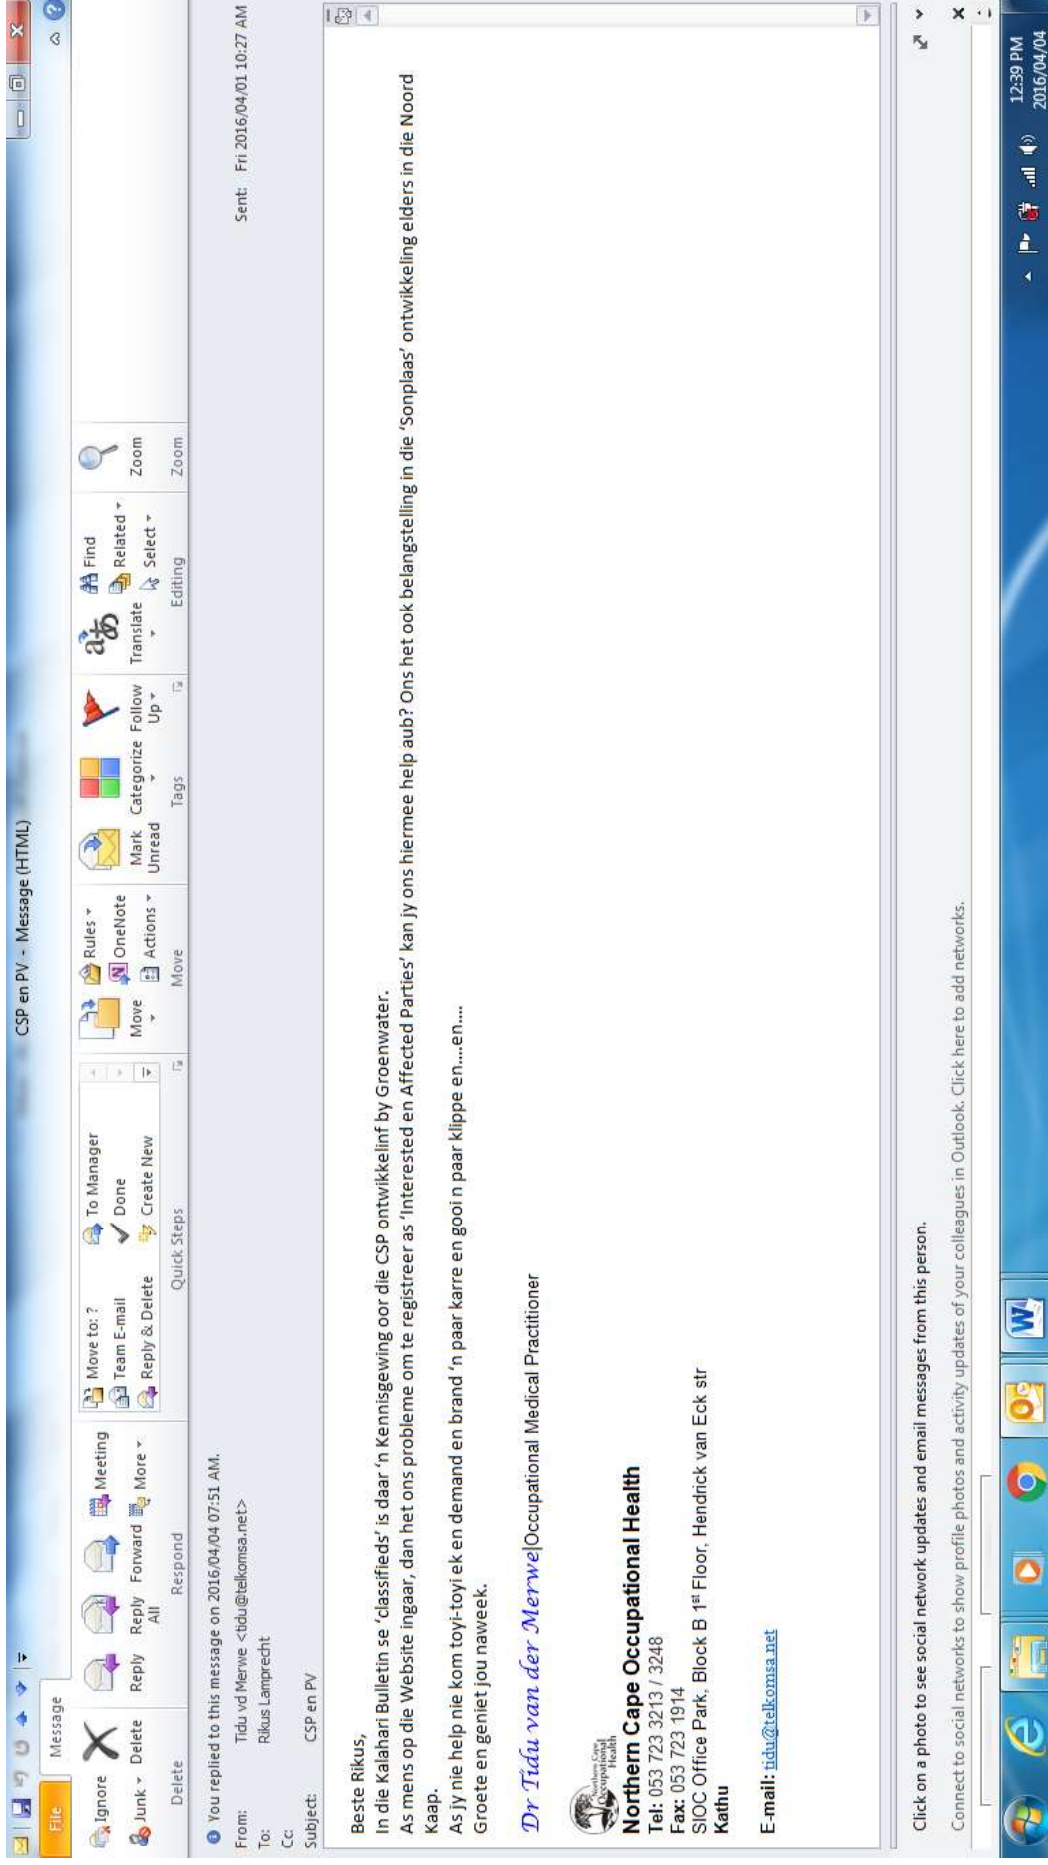 CSP en PV - Message (HTML)
File
Message
Ignore
Junk
Delete
Delete
Reply
Reply All
Forward
Meeting
More
Respond
Move to: ?
Team E-mail
Reply & Delete
To Manager
Done
Create New
Quick Steps
Move
Rules
OneNote
Actions
Move
Mark Unread
Categorize
Follow Up
Tags
Translate
Find
Related
Select
Editing
Zoom
Zoom
You replied to this message on 2016/04/04 07:51 AM.
From: Tidu vd Merwe <tidu@telkomsa.net>
Sent: Fri 2016/04/01 10:27 AM
To: Rikus Lamprecht
Cc:
Subject: CSP en PV
Beste Rikus,
In die Kalahari Bulletin se ‘classifieds’ is daar ‘n Kennisgewing oor die CSP ontwikkelinf by Groenwater.
As mens op die Website ingaar, dan het ons probleme om te registreer as ‘Interested en Affected Parties’ kan jy ons hiermee help aub? Ons het ook belangstelling in die ‘Sonplaas’ ontwikkeling elders in die Noord
Kaap.
As jy nie help nie kom toyi-toyi ek en demand en brand ‘n paar karre en gooi n paar klippe en....en....
Groete en geniet jou naweek.
Dr Tidu van der Merwe|Occupational Medical Practitioner
Northern Cape
Occupational
Health
Northern Cape Occupational Health
Tel: 053 723 3213 / 3248
Fax: 053 723 1914
SIOC Office Park, Block B 1st Floor, Hendrick van Eck str
Kathu
E-mail: tidu@telkomsa.net
Click on a photo to see social network updates and email messages from this person.
Connect to social networks to show profile photos and activity updates of your colleagues in Outlook. Click here to add networks.
12:39 PM
2016/04/04